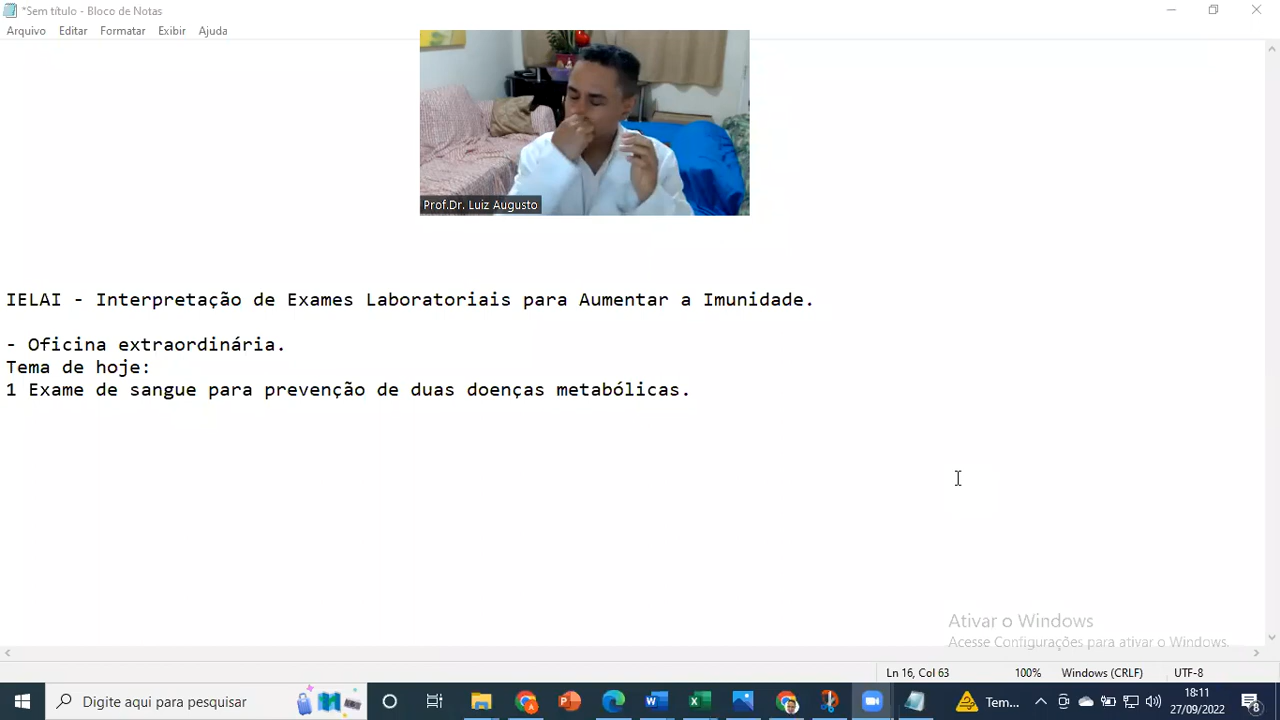 *Sem título - Bloco de Notas
Arquivo Editar Formatar Exibir Ajuda
Prof.Dr. Luiz Augusto
IELAI - Interpretação de Exames Laboratoriais para Aumentar a Imunidade.
- Oficina extraordinária.
Tema de hoje:
1 Exame de sangue para prevenção de duas doenças metabólicas.
Ativar o Windows
Acesse Configurações para ativar o Windows.
Ln 16, Col 63 100% Windows (CRLF) UTF-8
Digite aqui para pesquisar
Tem...
18:11
27/09/2022
8